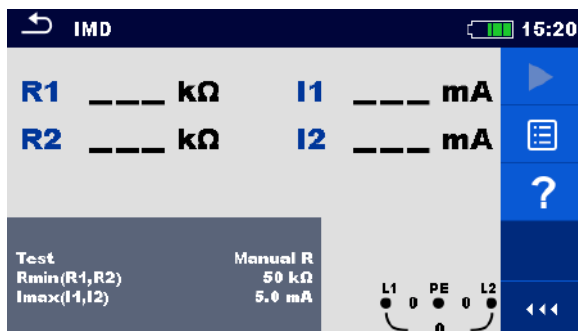 IMD 15:20
R1 ___ kΩ I1 ___ mA
R2 ___ kΩ I2 ___ mA
?
Test Manual R
Rmin(R1,R2) 50 kΩ
Imax(I1,I2) 5.0 mA
L1 PE L2
0 0
0